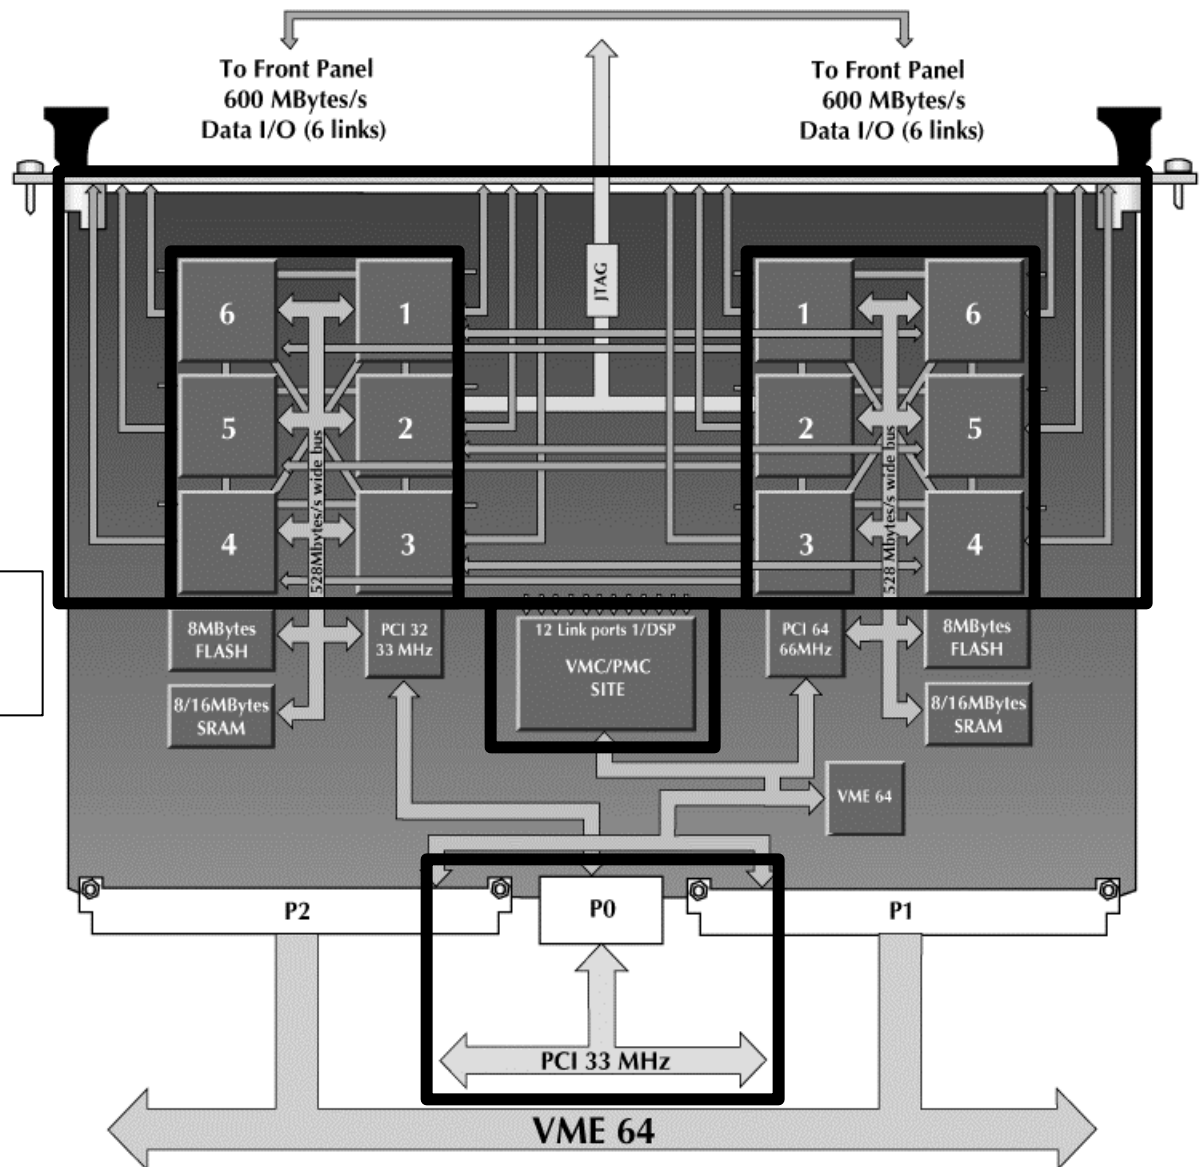 To Front Panel
600 MBytes/s
Data I/O (6 links)
To Front Panel
600 MBytes/s
Data I/O (6 links)
JTAG
6
1
5
2
4
3
528Mbytes/s wide bus
1
6
2
5
3
4
528 Mbytes/s wide bus
8MBytes
FLASH
PCI 32
33 MHz
12 Link ports 1/DSP
VMC/PMC
SITE
PCI 64
66MHz
8MBytes
FLASH
8/16MBytes
SRAM
8/16MBytes
SRAM
VME 64
P2
P0
P1
PCI 33 MHz
VME 64